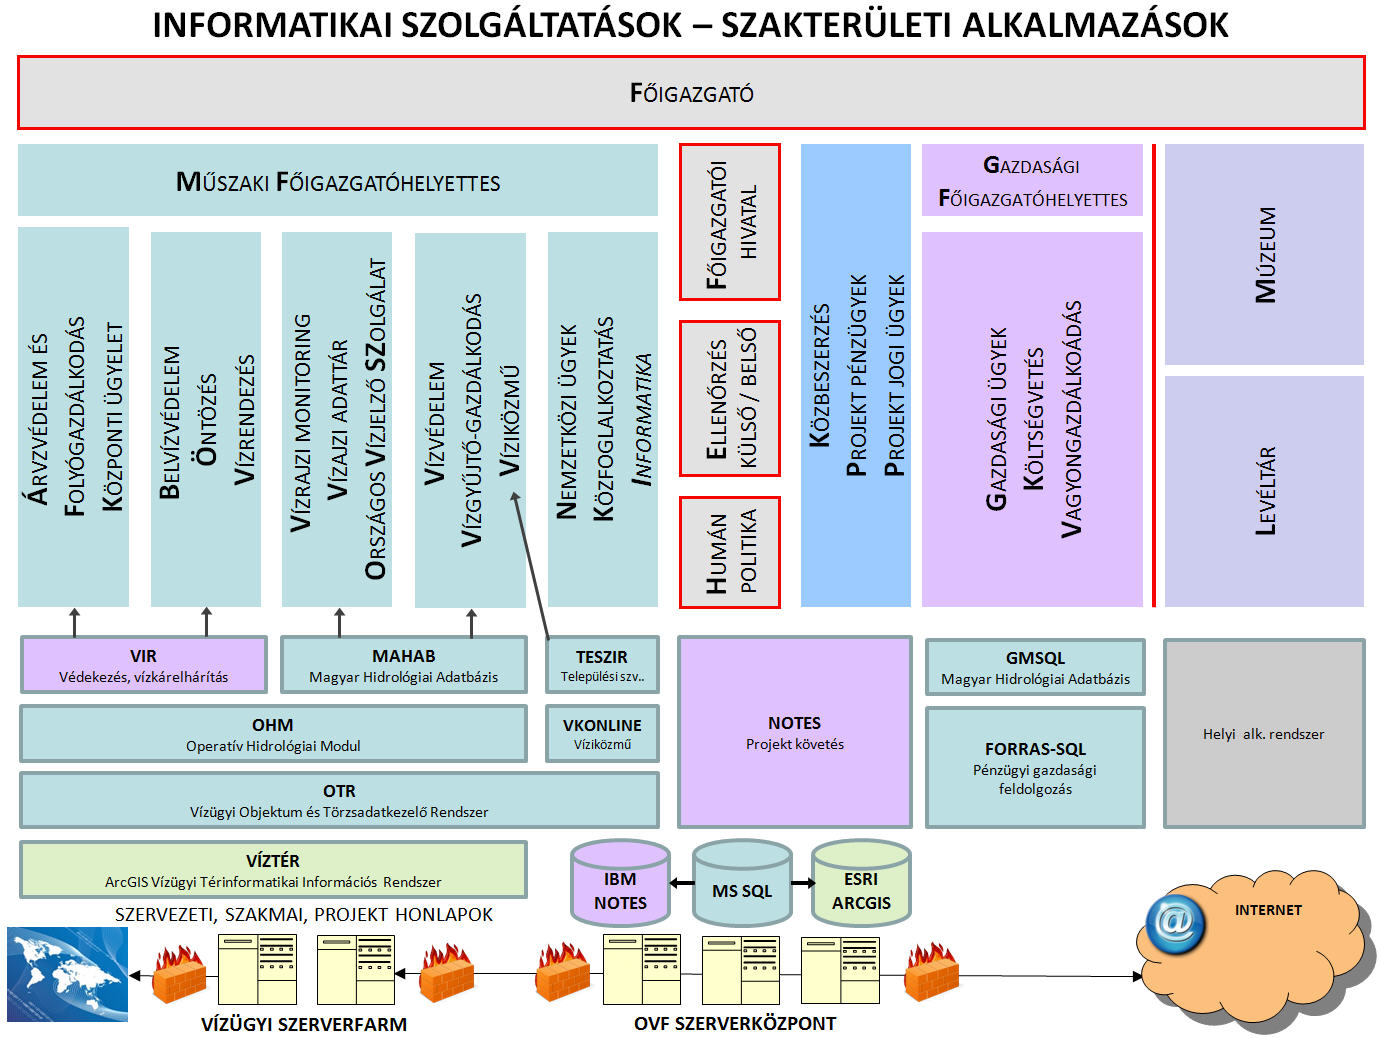 INFORMATIKAI SZOLGÁLTATÁSOK – SZAKTERÜLETI ALKALMAZÁSOK
FŐIGAZGATÓ
MŰSZAKI FŐIGAZGATÓHELYETTES
ÁRVZVÉDELEM ÉS
FOLYÓGAZDÁLKODÁS
KÖZPONTI ÜGYELET
BELVÍZVÉDELEM
ÖNTÖZÉS
VÍZRENDEZÉS
VÍZRAJZI MONITORING
VÍZAJZI ADATTÁR
ORSZÁGOS VÍZJELZŐ SZOLGÁLAT
VÍZVÉDELEM
VÍZGYŰJTŐ-GAZDÁLKODÁS
VÍZIKÖZMŰ
NEMZETKÖZI ÜGYEK
KÖZFOGLALKOZTATÁS
INFORMATIKA
FŐIGAZGATÓI
HIVATAL
ELLENŐRZÉS
KÜLSŐ / BELSŐ
HUMÁN
POLITIKA
KÖZBESZERZÉS
PROJEKT PÉNZÜGYEK
PROJEKT JOGI ÜGYEK
GAZDASÁGI
FŐIGAZGATÓHELYETTES
GAZDASÁGI ÜGYEK
KÖLTSÉGVETÉS
VAGYONGAZDÁLKOÁDÁS
MÚZEUM
LEVÉLTÁR
VIR
Védekezés, vízkárelhárítás
MAHAB
Magyar Hidrológiai Adatbázis
TESZIR
Települési szv..
OHM
Operatív Hidrológiai Modul
VKONLINE
Víziközmű
OTR
Vízügyi Objektum és Törzsadatkezelő Rendszer
NOTES
Projekt követés
GMSQL
Magyar Hidrológiai Adatbázis
FORRAS-SQL
Pénzügyi gazdasági
feldolgozás
Helyi alk. rendszer
VÍZTÉR
ArcGIS Vízügyi Térinformatikai Információs Rendszer
IBM
NOTES
MS SQL
ESRI
ARCGIS
SZERVEZETI, SZAKMAI, PROJEKT HONLAPOK
@
INTERNET
VÍZÜGYI SZERVERFARM
OVF SZERVERKÖZPONT